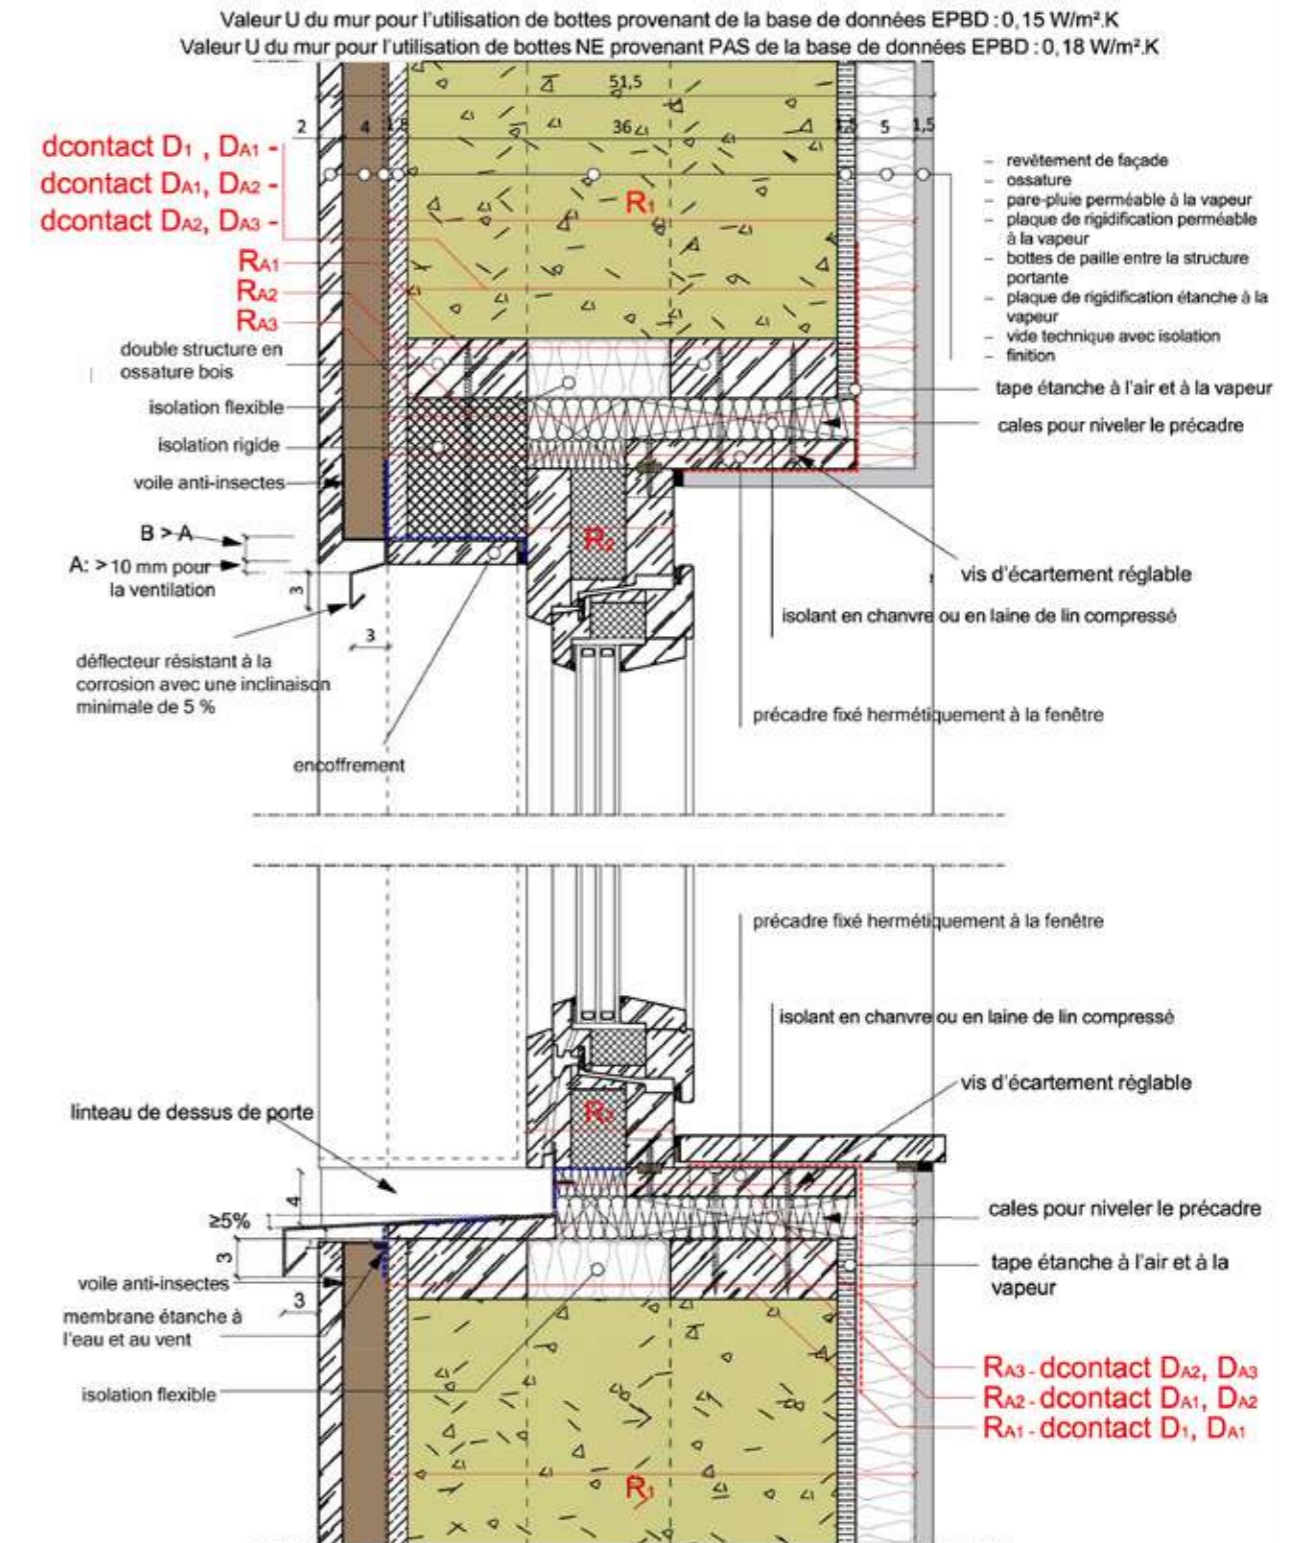 Valeur U du mur pour l'utilisation de bottes provenant de la base de données EPBD : 0,15 W/m².K
Valeur U du mur pour l'utilisation de bottes NE provenant PAS de la base de données EPBD : 0,18 W/m².K
51,5
2
4
36
5
1,5
dcontact D1 , DA1 -
dcontact DA1, DA2 -
dcontact DA2, DA3 -
R1
RA1
RA2
RA3
– revêtement de façade
– ossature
– pare-pluie perméable à la vapeur
– plaque de rigidification perméable
à la vapeur
– bottes de paille entre la structure
portante
– plaque de rigidification étanche à la
vapeur
– vide technique avec isolation
– finition
double structure en
ossature bois
isolation flexible
isolation rigide
voile anti-insectes
B > A
A: > 10 mm pour
la ventilation
3
3
déflecteur résistant à la
corrosion avec une inclinaison
minimale de 5 %
encoffrement
tape étanche à l'air et à la vapeur
cales pour niveler le précadre
R2
vis d'écartement réglable
isolant en chanvre ou en laine de lin compressé
précadre fixé hermétiquement à la fenêtre
précadre fixé hermétiquement à la fenêtre
isolant en chanvre ou en laine de lin compressé
vis d'écartement réglable
R2
linteau de dessus de porte
4
≥5%
3
cales pour niveler le précadre
tape étanche à l'air et à la
vapeur
voile anti-insectes
3
membrane étanche à
l'eau et au vent
isolation flexible
RA3 - dcontact DA2, DA3
RA2 - dcontact DA1, DA2
RA1 - dcontact D1, DA1
R1